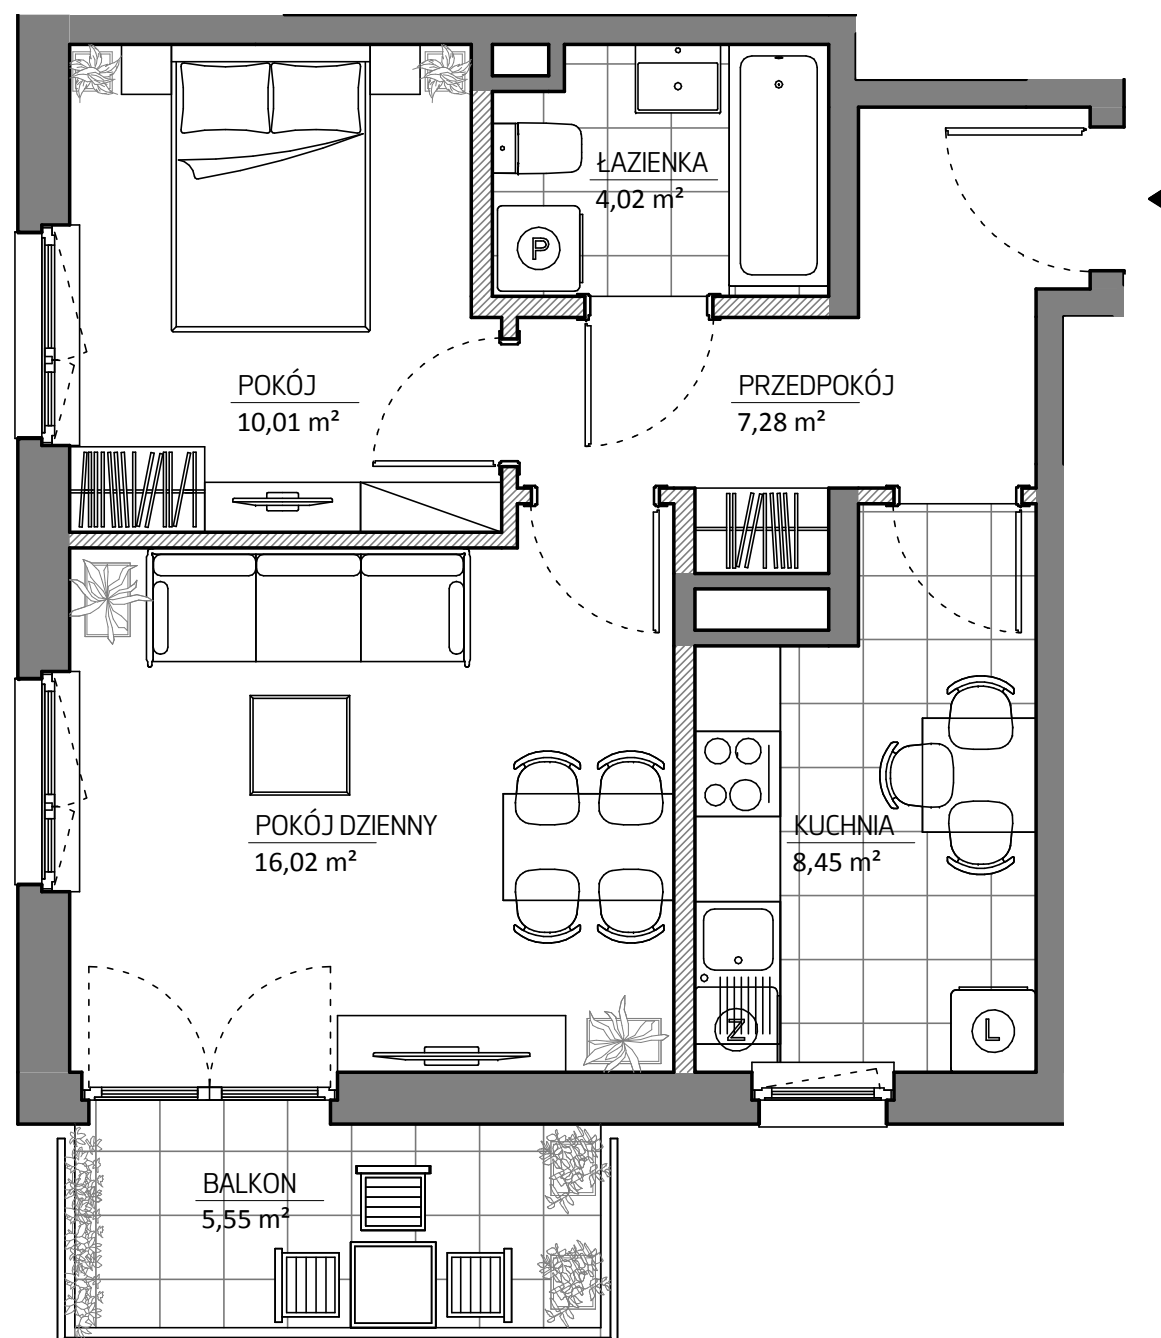 ŁAZIENKA
4,02 m²
P
POKÓJ
10,01 m²
PRZEDPOKÓJ
7,28 m²
POKÓJ DZIENNY
16,02 m²
KUCHNIA
8,45 m²
Z
L
BALKON
5,55 m²